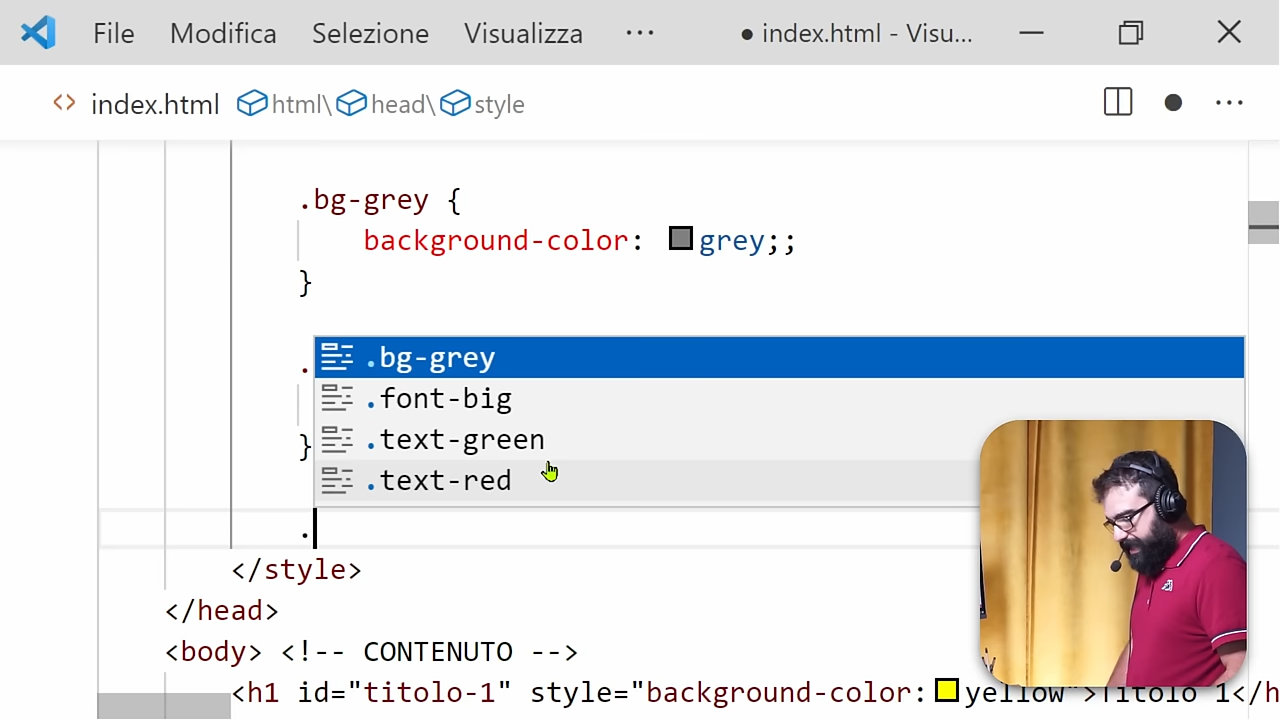 File Modifica Selezione Visualizza ··· ● index.html - Visu...
index.html html\ head\ style ···
.bg-grey {
background-color: grey;;
}
.
.bg-grey
.font-big
.text-green
}
.text-red
.
</style>
</head>
<body> <!-- CONTENUTO -->
<h1 id="titolo-1" style="background-color: yellow">Titolo 1</h